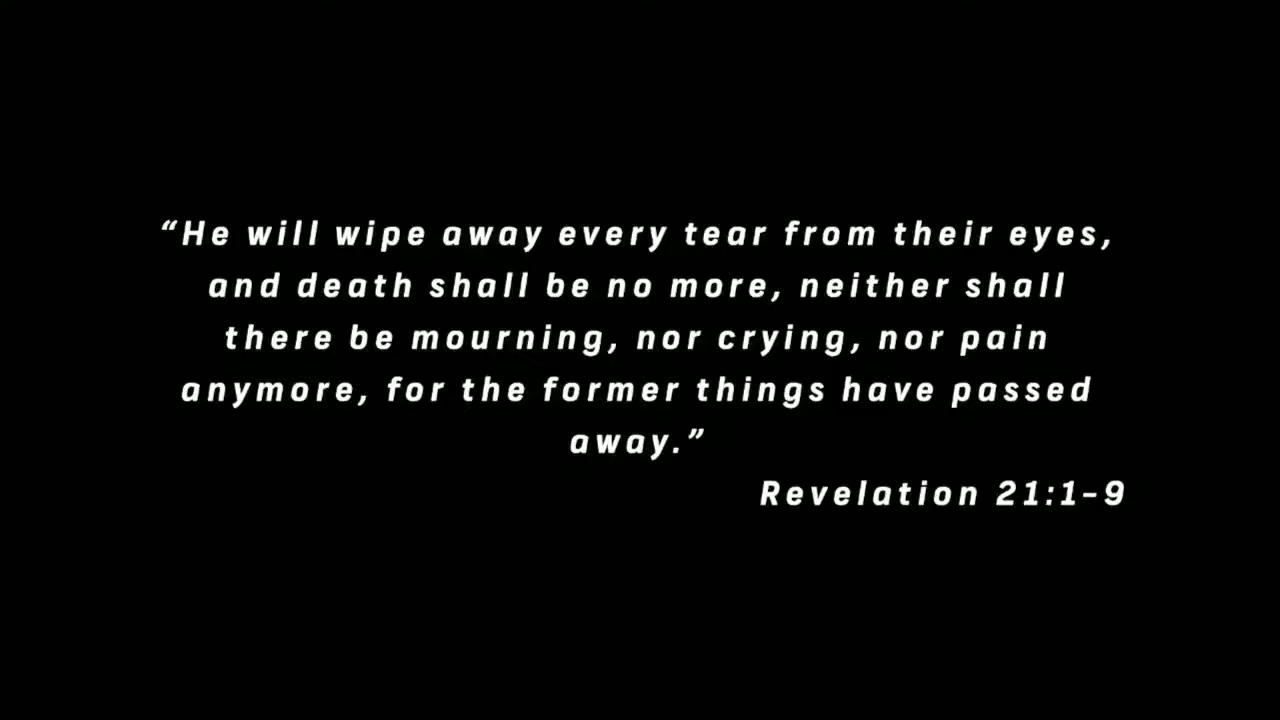 “He will wipe away every tear from their eyes,
and death shall be no more, neither shall
there be mourning, nor crying, nor pain
anymore, for the former things have passed
away.”
Revelation 21:1-9